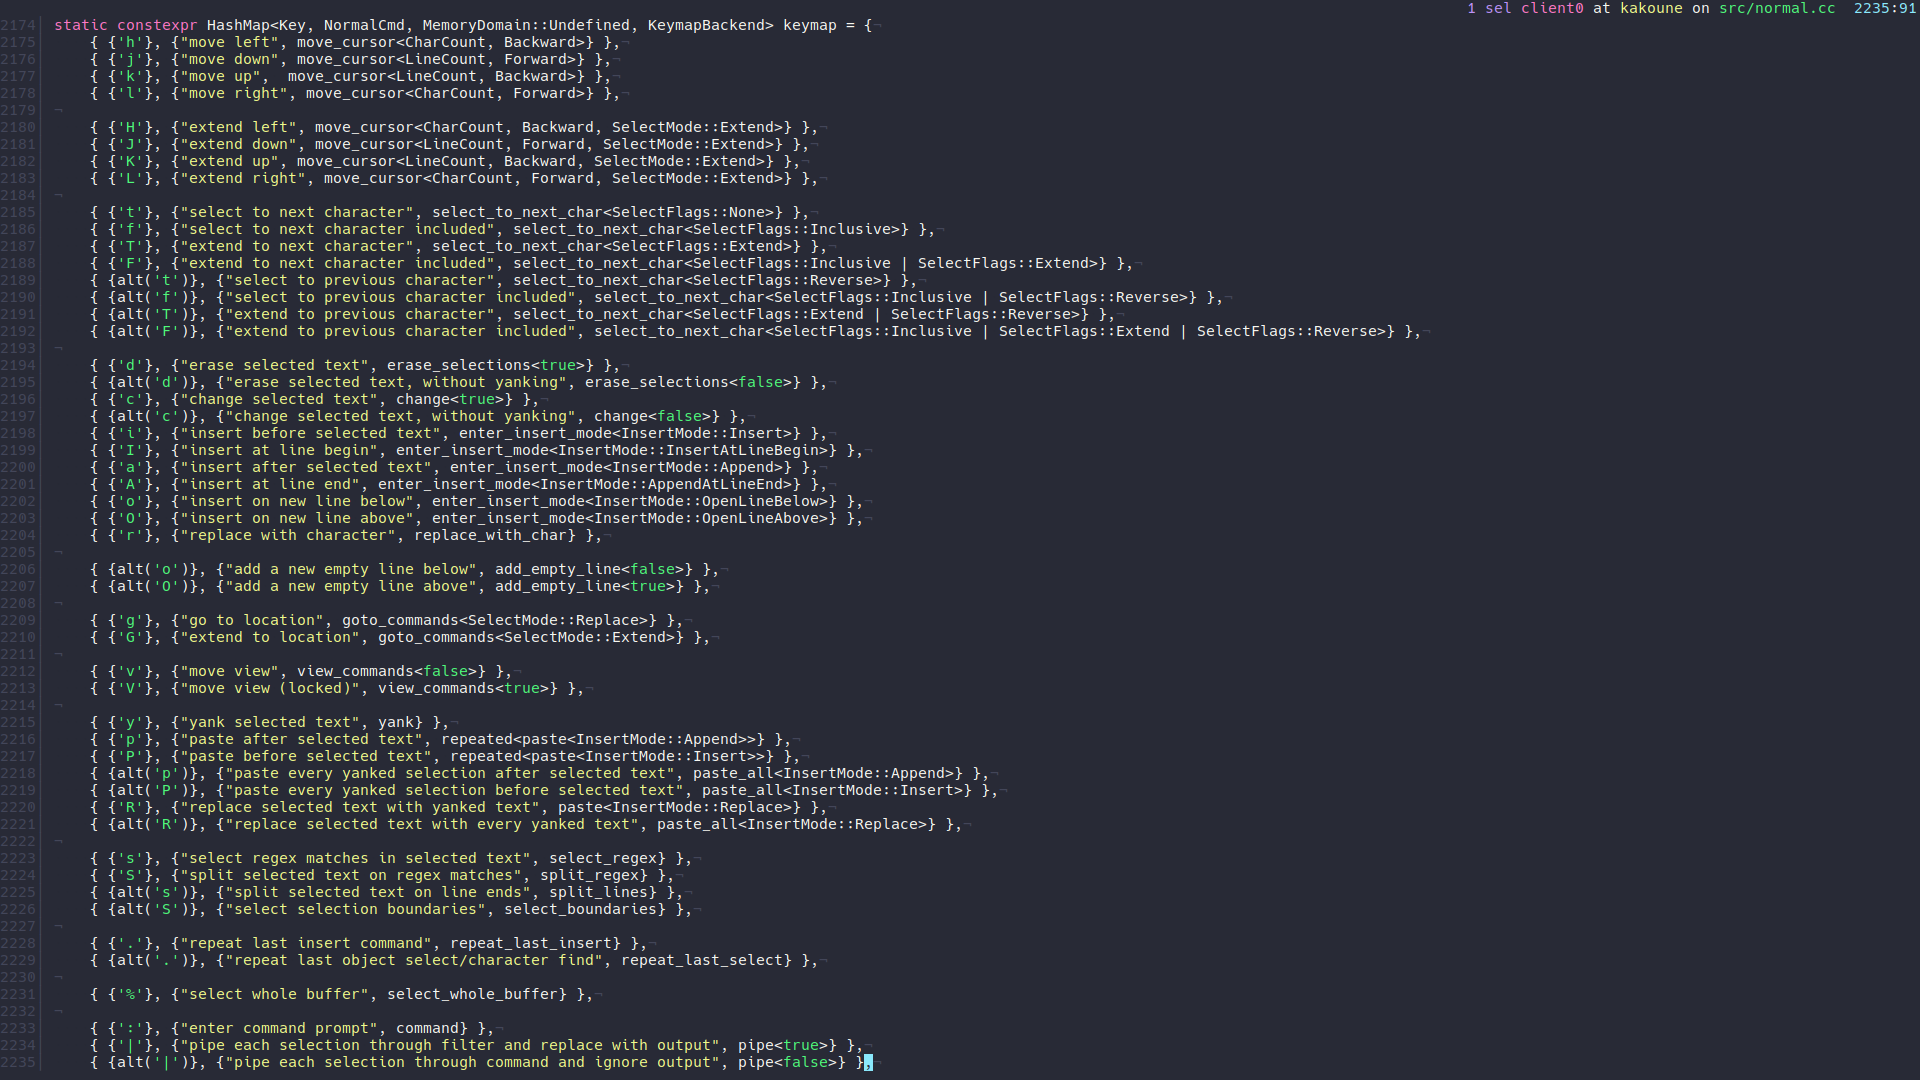 1 sel client0 at kakoune on src/normal.cc  2235:91
2174 static constexpr HashMap<Key, NormalCmd, MemoryDomain::Undefined, KeymapBackend> keymap = {¬
2175     { {'h'}, {"move left", move_cursor<CharCount, Backward>} },¬
2176     { {'j'}, {"move down", move_cursor<LineCount, Forward>} },¬
2177     { {'k'}, {"move up",  move_cursor<LineCount, Backward>} },¬
2178     { {'l'}, {"move right", move_cursor<CharCount, Forward>} },¬
2179 ¬
2180     { {'H'}, {"extend left", move_cursor<CharCount, Backward, SelectMode::Extend>} },¬
2181     { {'J'}, {"extend down", move_cursor<LineCount, Forward, SelectMode::Extend>} },¬
2182     { {'K'}, {"extend up", move_cursor<LineCount, Backward, SelectMode::Extend>} },¬
2183     { {'L'}, {"extend right", move_cursor<CharCount, Forward, SelectMode::Extend>} },¬
2184 ¬
2185     { {'t'}, {"select to next character", select_to_next_char<SelectFlags::None>} },¬
2186     { {'f'}, {"select to next character included", select_to_next_char<SelectFlags::Inclusive>} },¬
2187     { {'T'}, {"extend to next character", select_to_next_char<SelectFlags::Extend>} },¬
2188     { {'F'}, {"extend to next character included", select_to_next_char<SelectFlags::Inclusive | SelectFlags::Extend>} },¬
2189     { {alt('t')}, {"select to previous character", select_to_next_char<SelectFlags::Reverse>} },¬
2190     { {alt('f')}, {"select to previous character included", select_to_next_char<SelectFlags::Inclusive | SelectFlags::Reverse>} },¬
2191     { {alt('T')}, {"extend to previous character", select_to_next_char<SelectFlags::Extend | SelectFlags::Reverse>} },¬
2192     { {alt('F')}, {"extend to previous character included", select_to_next_char<SelectFlags::Inclusive | SelectFlags::Extend | SelectFlags::Reverse>} },¬
2193 ¬
2194     { {'d'}, {"erase selected text", erase_selections<true>} },¬
2195     { {alt('d')}, {"erase selected text, without yanking", erase_selections<false>} },¬
2196     { {'c'}, {"change selected text", change<true>} },¬
2197     { {alt('c')}, {"change selected text, without yanking", change<false>} },¬
2198     { {'i'}, {"insert before selected text", enter_insert_mode<InsertMode::Insert>} },¬
2199     { {'I'}, {"insert at line begin", enter_insert_mode<InsertMode::InsertAtLineBegin>} },¬
2200     { {'a'}, {"insert after selected text", enter_insert_mode<InsertMode::Append>} },¬
2201     { {'A'}, {"insert at line end", enter_insert_mode<InsertMode::AppendAtLineEnd>} },¬
2202     { {'o'}, {"insert on new line below", enter_insert_mode<InsertMode::OpenLineBelow>} },¬
2203     { {'O'}, {"insert on new line above", enter_insert_mode<InsertMode::OpenLineAbove>} },¬
2204     { {'r'}, {"replace with character", replace_with_char} },¬
2205 ¬
2206     { {alt('o')}, {"add a new empty line below", add_empty_line<false>} },¬
2207     { {alt('O')}, {"add a new empty line above", add_empty_line<true>} },¬
2208 ¬
2209     { {'g'}, {"go to location", goto_commands<SelectMode::Replace>} },¬
2210     { {'G'}, {"extend to location", goto_commands<SelectMode::Extend>} },¬
2211 ¬
2212     { {'v'}, {"move view", view_commands<false>} },¬
2213     { {'V'}, {"move view (locked)", view_commands<true>} },¬
2214 ¬
2215     { {'y'}, {"yank selected text", yank} },¬
2216     { {'p'}, {"paste after selected text", repeated<paste<InsertMode::Append>>} },¬
2217     { {'P'}, {"paste before selected text", repeated<paste<InsertMode::Insert>>} },¬
2218     { {alt('p')}, {"paste every yanked selection after selected text", paste_all<InsertMode::Append>} },¬
2219     { {alt('P')}, {"paste every yanked selection before selected text", paste_all<InsertMode::Insert>} },¬
2220     { {'R'}, {"replace selected text with yanked text", paste<InsertMode::Replace>} },¬
2221     { {alt('R')}, {"replace selected text with every yanked text", paste_all<InsertMode::Replace>} },¬
2222 ¬
2223     { {'s'}, {"select regex matches in selected text", select_regex} },¬
2224     { {'S'}, {"split selected text on regex matches", split_regex} },¬
2225     { {alt('s')}, {"split selected text on line ends", split_lines} },¬
2226     { {alt('S')}, {"select selection boundaries", select_boundaries} },¬
2227 ¬
2228     { {'.'}, {"repeat last insert command", repeat_last_insert} },¬
2229     { {alt('.')}, {"repeat last object select/character find", repeat_last_select} },¬
2230 ¬
2231     { {'%'}, {"select whole buffer", select_whole_buffer} },¬
2232 ¬
2233     { {':'}, {"enter command prompt", command} },¬
2234     { {'|'}, {"pipe each selection through filter and replace with output", pipe<true>} },¬
2235     { {alt('|')}, {"pipe each selection through command and ignore output", pipe<false>} },¬